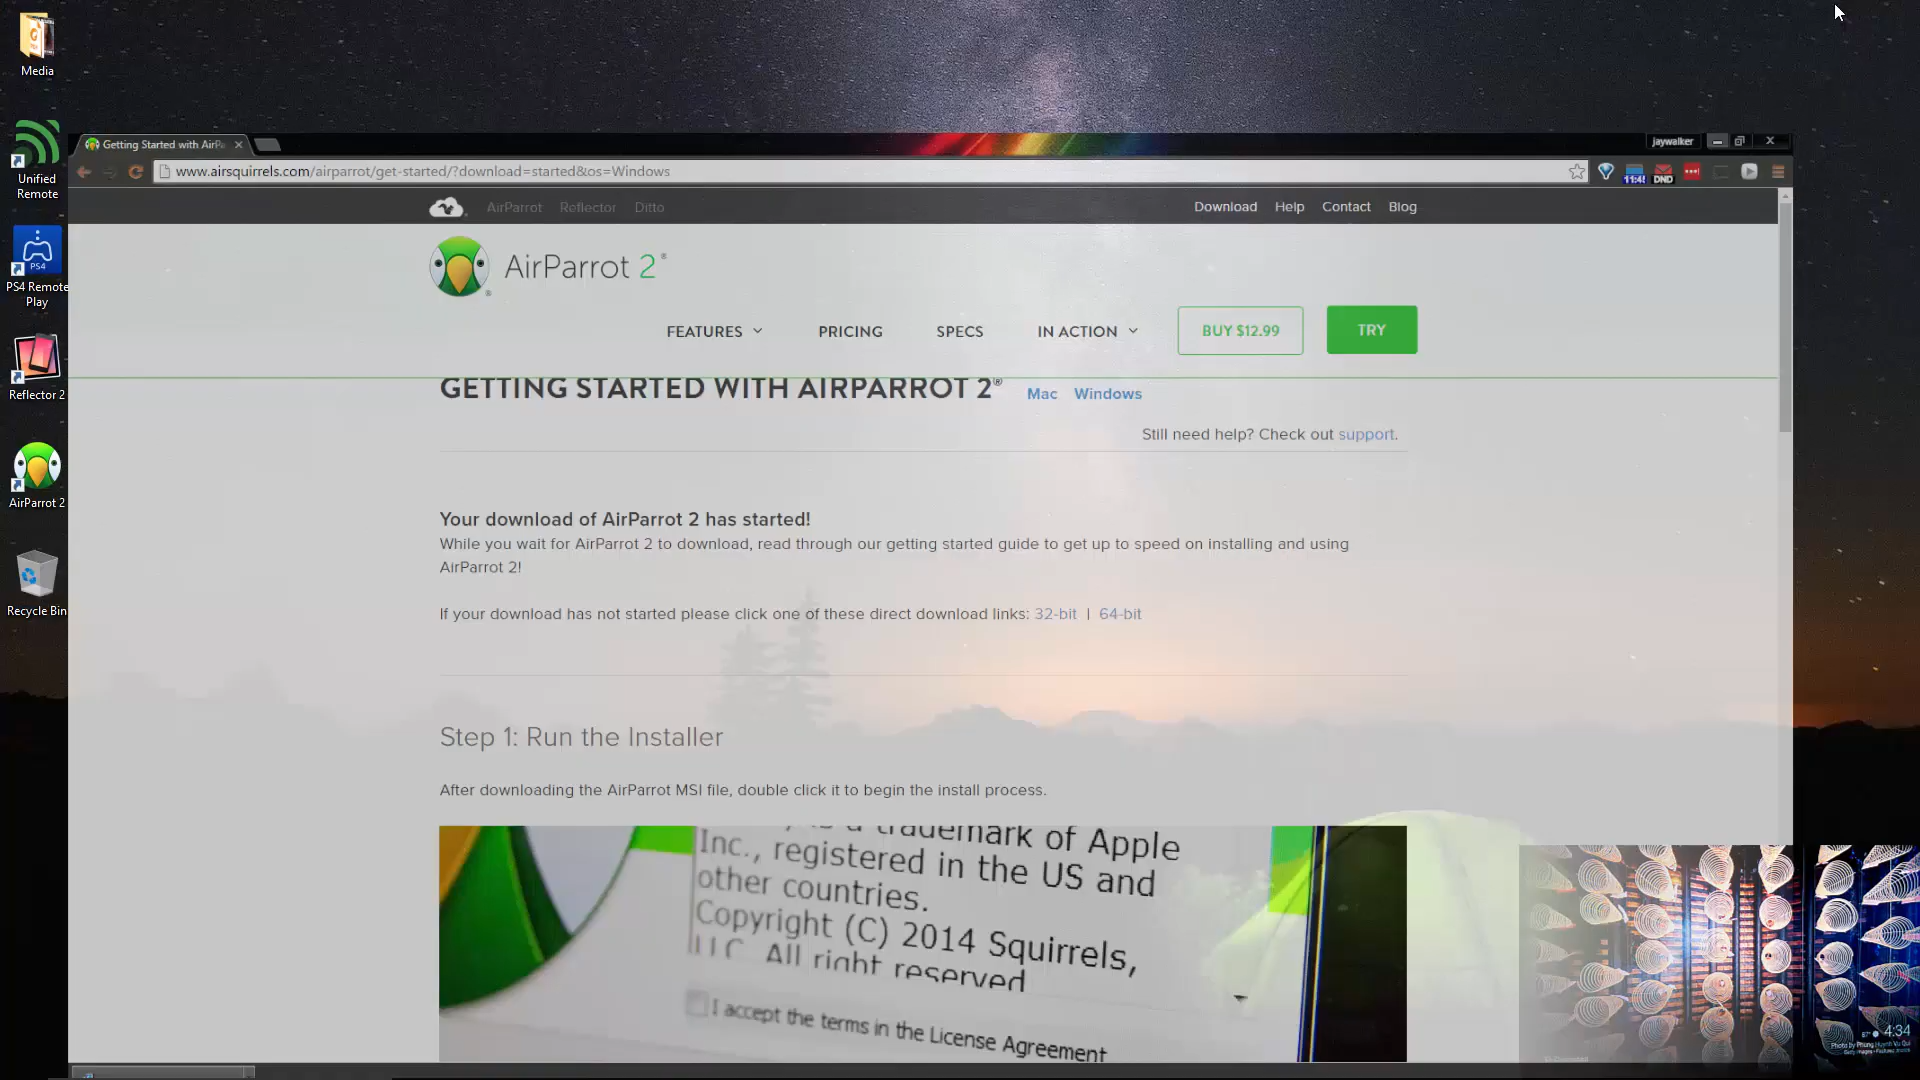 Media
Unified
Remote
PS4
PS4 Remote
Play
Reflector 2
AirParrot 2
Recycle Bin
Getting Started with AirPa
jaywalker
www.airsquirrels.com/airparrot/get-started/?download=started&os=Windows
11:4
DND
AirParrot Reflector Ditto
Download Help Contact Blog
AirParrot 2®
FEATURES PRICING SPECS IN ACTION BUY $12.99 TRY
GETTING STARTED WITH AIRPARROT 2® Mac Windows
Still need help? Check out support.
Your download of AirParrot 2 has started!
While you wait for AirParrot 2 to download, read through our getting started guide to get up to speed on installing and using
AirParrot 2!
If your download has not started please click one of these direct download links: 32-bit | 64-bit
Step 1: Run the Installer
After downloading the AirParrot MSI file, double click it to begin the install process.
is a trademark of Apple
Inc., registered in the US and
other countries.
Copyright (C) 2014 Squirrels,
LLC. All right reserved
I accept the terms in the License Agreement
4:34